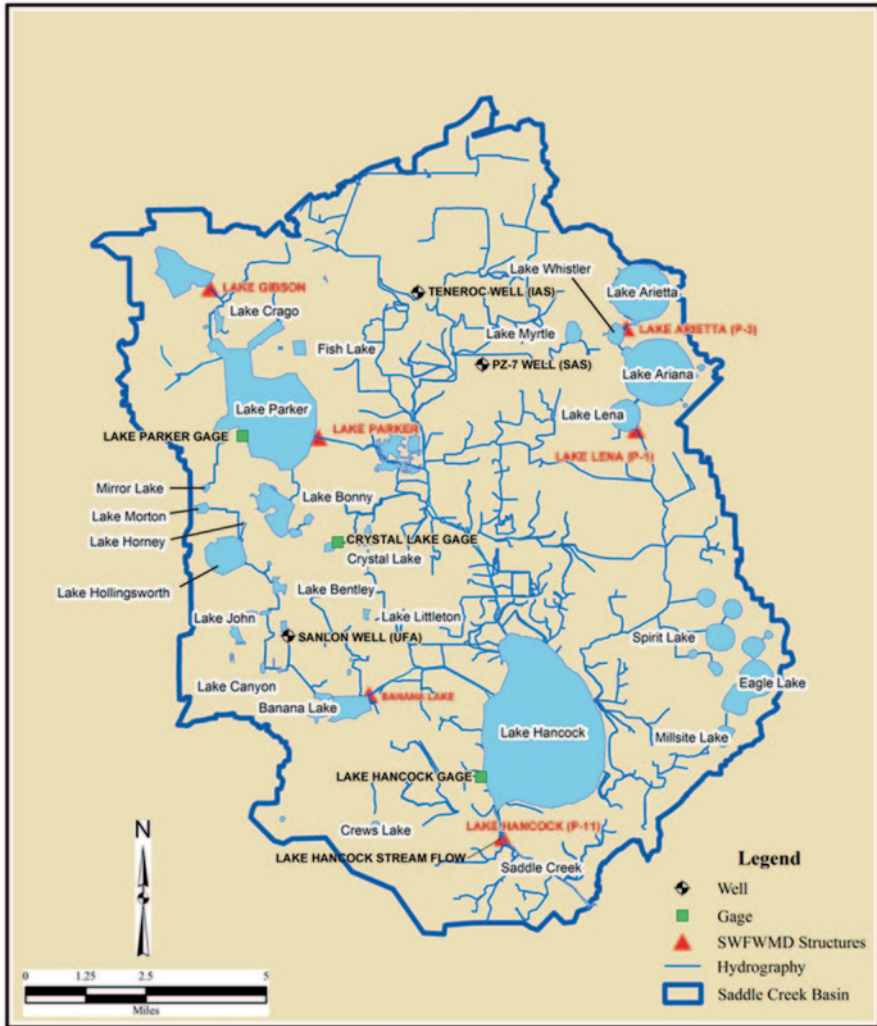 Lake Whistler
Lake Arietta
LAKE GIBSON
TENEROC WELL (IAS)
Lake Crago
Lake Myrtle
LAKE ARIETTA (P-3)
Fish Lake
PZ-7 WELL (SAS)
Lake Ariana
Lake Parker
Lake Lena
LAKE PARKER
LAKE PARKER GAGE
LAKE LENA (P-1)
Mirror Lake
Lake Bonny
Lake Morton
Lake Horney
CRYSTAL LAKE GAGE
Crystal Lake
Lake Hollingsworth
Lake Bentley
Lake John
Lake Littleton
SANLON WELL (UFA)
Spirit Lake
Lake Canyon
Eagle Lake
BANANA LAKE
Banana Lake
Lake Hancock
Millsite Lake
LAKE HANCOCK GAGE
Crews Lake
LAKE HANCOCK (P-11)
LAKE HANCOCK STREAM FLOW
Saddle Creek
N
0 1.25 2.5 5
Miles
Legend
Well
Gage
SWFWMD Structures
Hydrography
Saddle Creek Basin